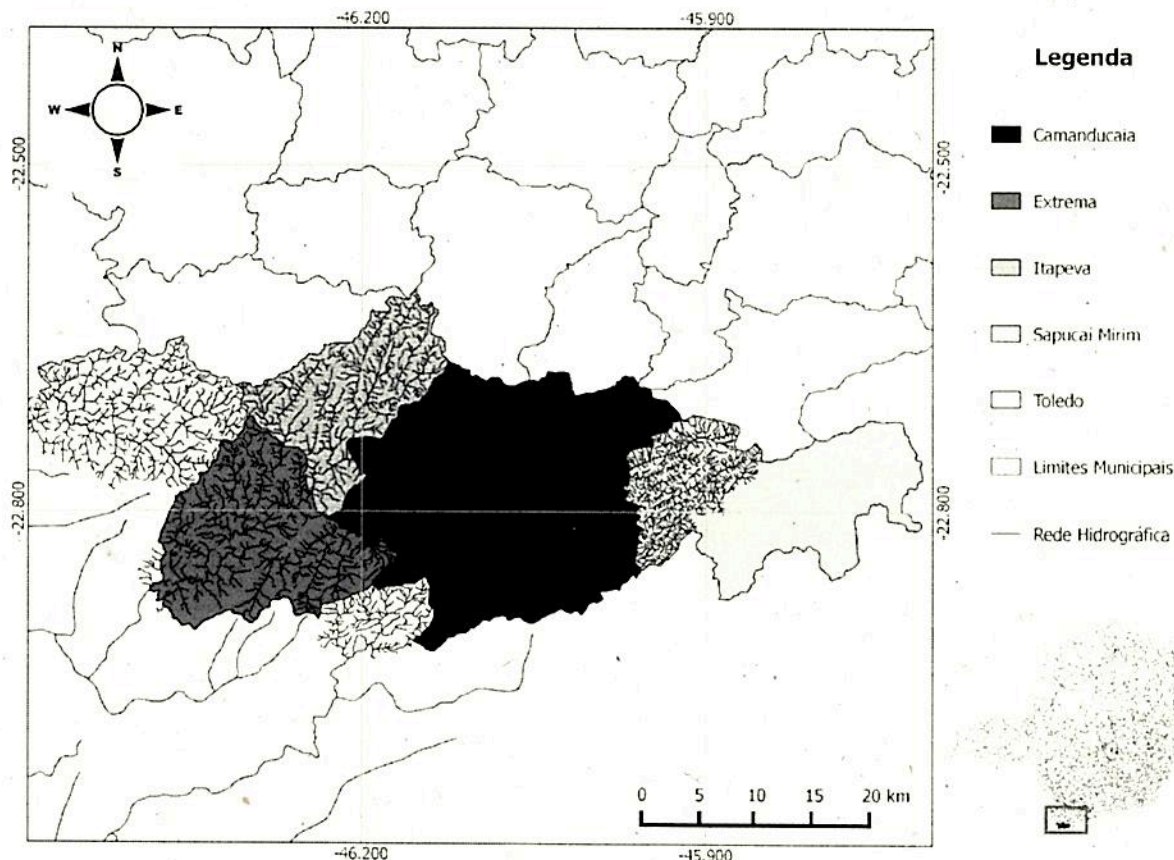 -46.200
-45.900
N
W
E
S
-22.500
-22.500
-22.800
-22.800
0 5 10 15 20 km
-46.200
-45.900
Legenda
Camanducaia
Extrema
Itapeva
Sapucai Mirim
Toledo
Limites Municipais
Rede Hidrográfica